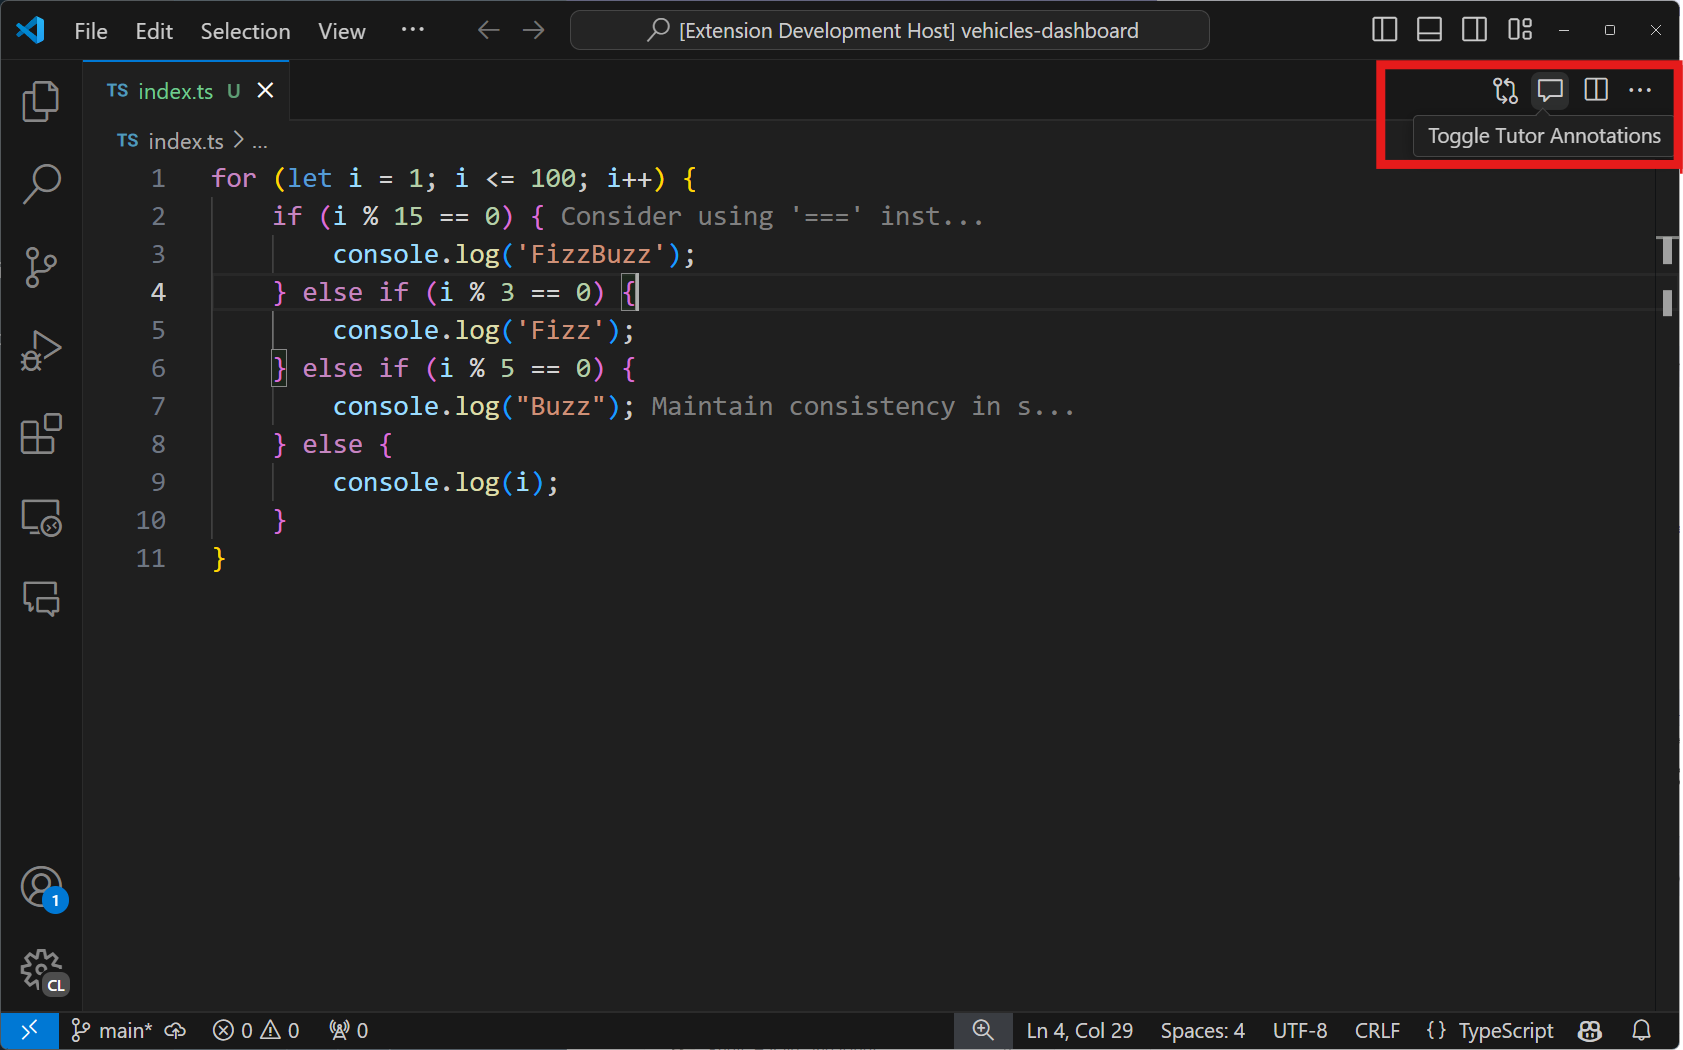 File Edit Selection View ··· [Extension Development Host] vehicles-dashboard
TS index.ts U
Toggle Tutor Annotations
TS index.ts > ...
1 for (let i = 1; i <= 100; i++) {
2     if (i % 15 == 0) { Consider using '===' inst...
3         console.log('FizzBuzz');
4     } else if (i % 3 == 0) {
5         console.log('Fizz');
6     } else if (i % 5 == 0) {
7         console.log("Buzz"); Maintain consistency in s...
8     } else {
9         console.log(i);
10     }
11 }
1
CL
main* 0 0 0 Ln 4, Col 29 Spaces: 4 UTF-8 CRLF {} TypeScript